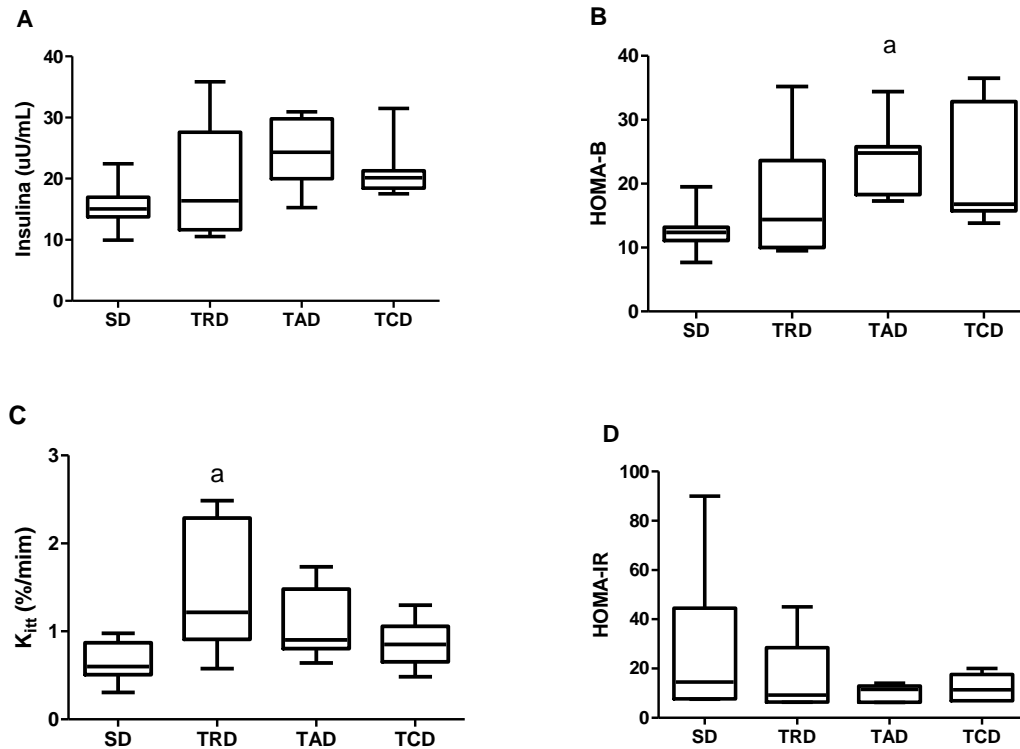 A
Insulina (uU/mL)
40
30
20
10
0
SD TRD TAD TCD
B
a
HOMA-B
40
30
20
10
0
SD TRD TAD TCD
C
a
Kitt (%/mim)
3
2
1
0
SD TRD TAD TCD
D
HOMA-IR
100
80
60
40
20
0
SD TRD TAD TCD